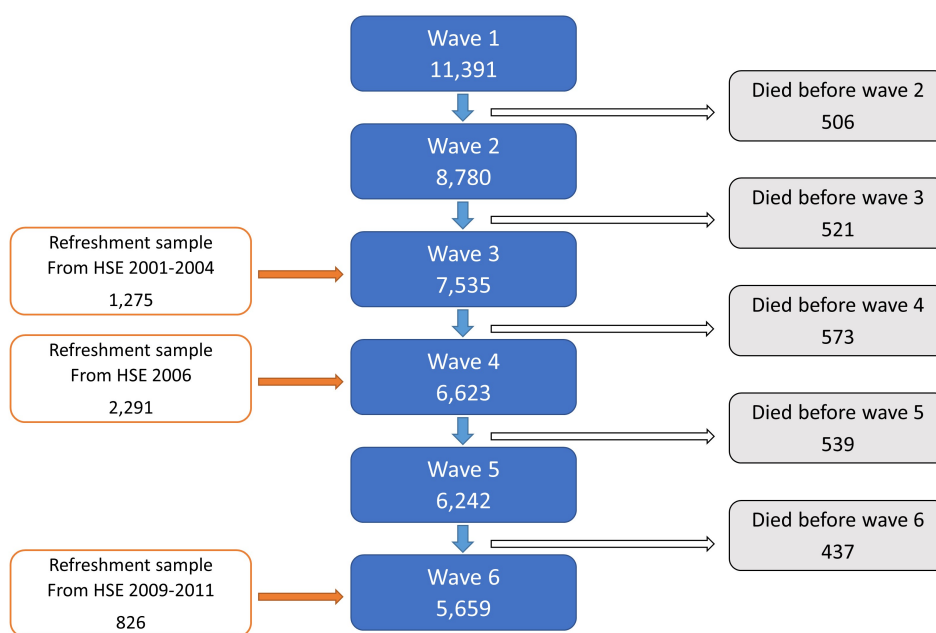 Wave 1
11,391
Died before wave 2
506
Wave 2
8,780
Died before wave 3
521
Refreshment sample
From HSE 2001-2004
1,275
Wave 3
7,535
Died before wave 4
573
Refreshment sample
From HSE 2006
2,291
Wave 4
6,623
Died before wave 5
539
Wave 5
6,242
Died before wave 6
437
Refreshment sample
From HSE 2009-2011
826
Wave 6
5,659